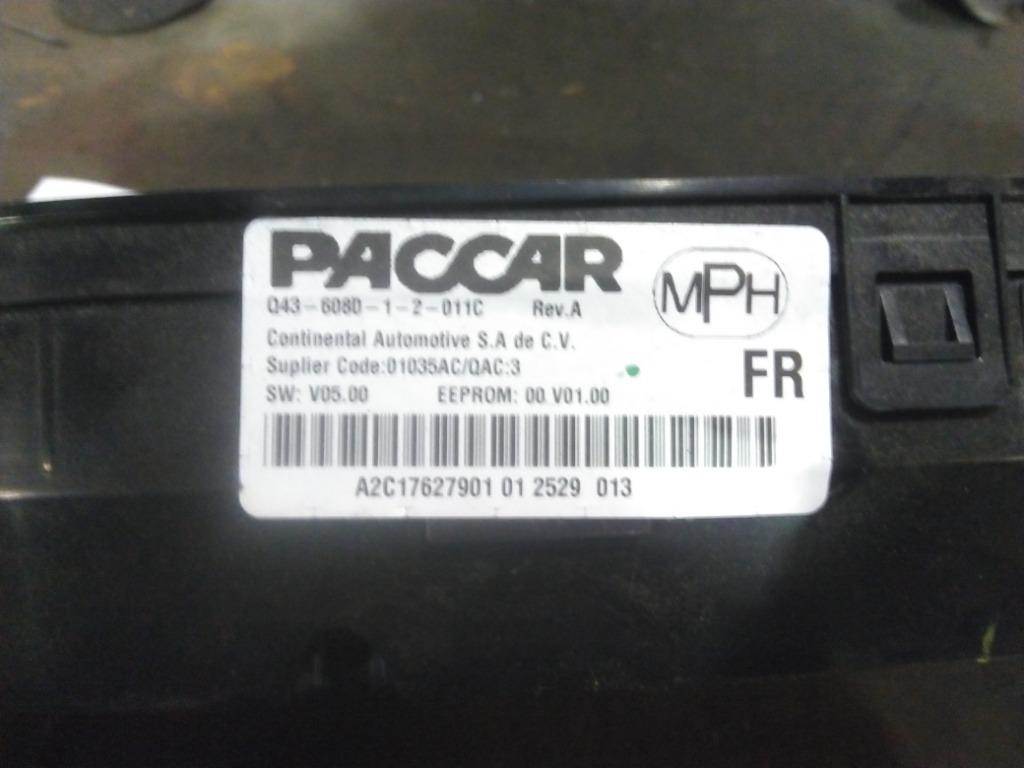 PACCAR
Q43-6080-1-2-011C Rev.A
MPH
Continental Automotive S.A de C.V.
Suplier Code:01035AC/QAC:3
FR
SW: V05.00 EEPROM: 00 V01.00
A2C17627901 01 2529 013